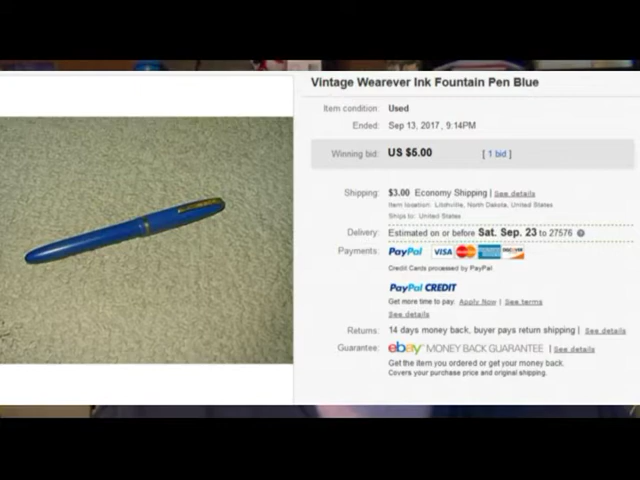 Vintage Wearever Ink Fountain Pen Blue
Item condition: Used
Ended: Sep 13, 2017 , 9:14PM
Winning bid: US $5.00 [ 1 bid ]
Shipping: $3.00 Economy Shipping | See details
Item location: Litchville, North Dakota, United States
Ships to: United States
Delivery: Estimated on or before Sat. Sep. 23 to 27576
Payments: PayPal VISA MasterCard DISCOVER
Credit Cards processed by PayPal
PayPal CREDIT
Get more time to pay. Apply Now | See terms
See details
Returns: 14 days money back, buyer pays return shipping | See details
Guarantee: ebay MONEY BACK GUARANTEE | See details
Get the item you ordered or get your money back.
Covers your purchase price and original shipping.